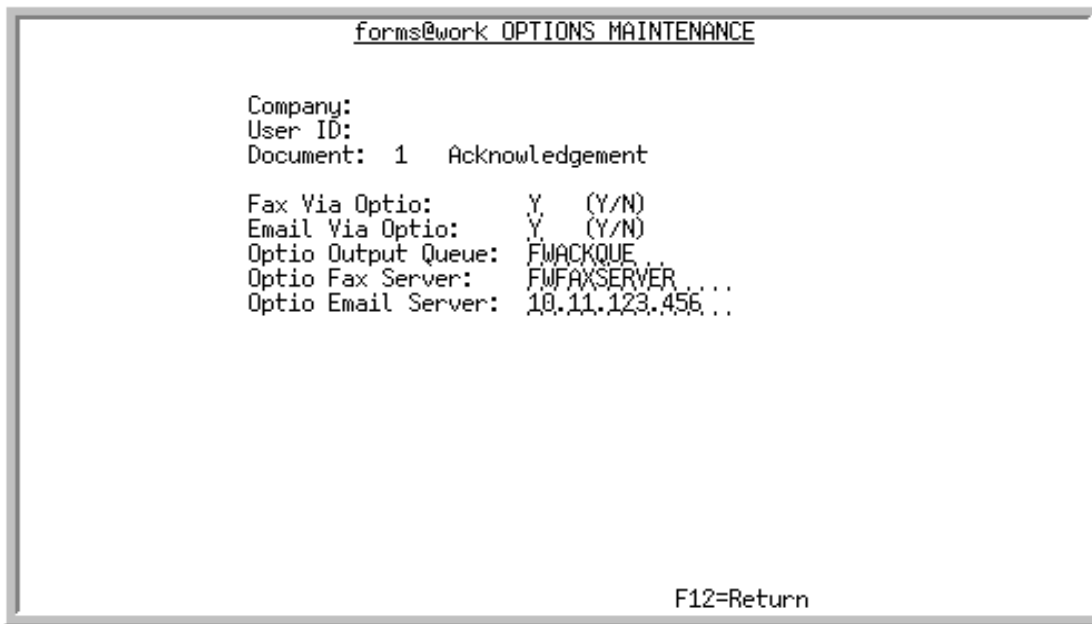 forms@work OPTIONS MAINTENANCE
Company:
User ID:
Document: 1 Acknowledgement
Fax Via Optio: Y (Y/N)
Email Via Optio: Y (Y/N)
Optio Output Queue: FWACKQUE
Optio Fax Server: FWFAXSERVER
Optio Email Server: 10.11.123.456
F12=Return